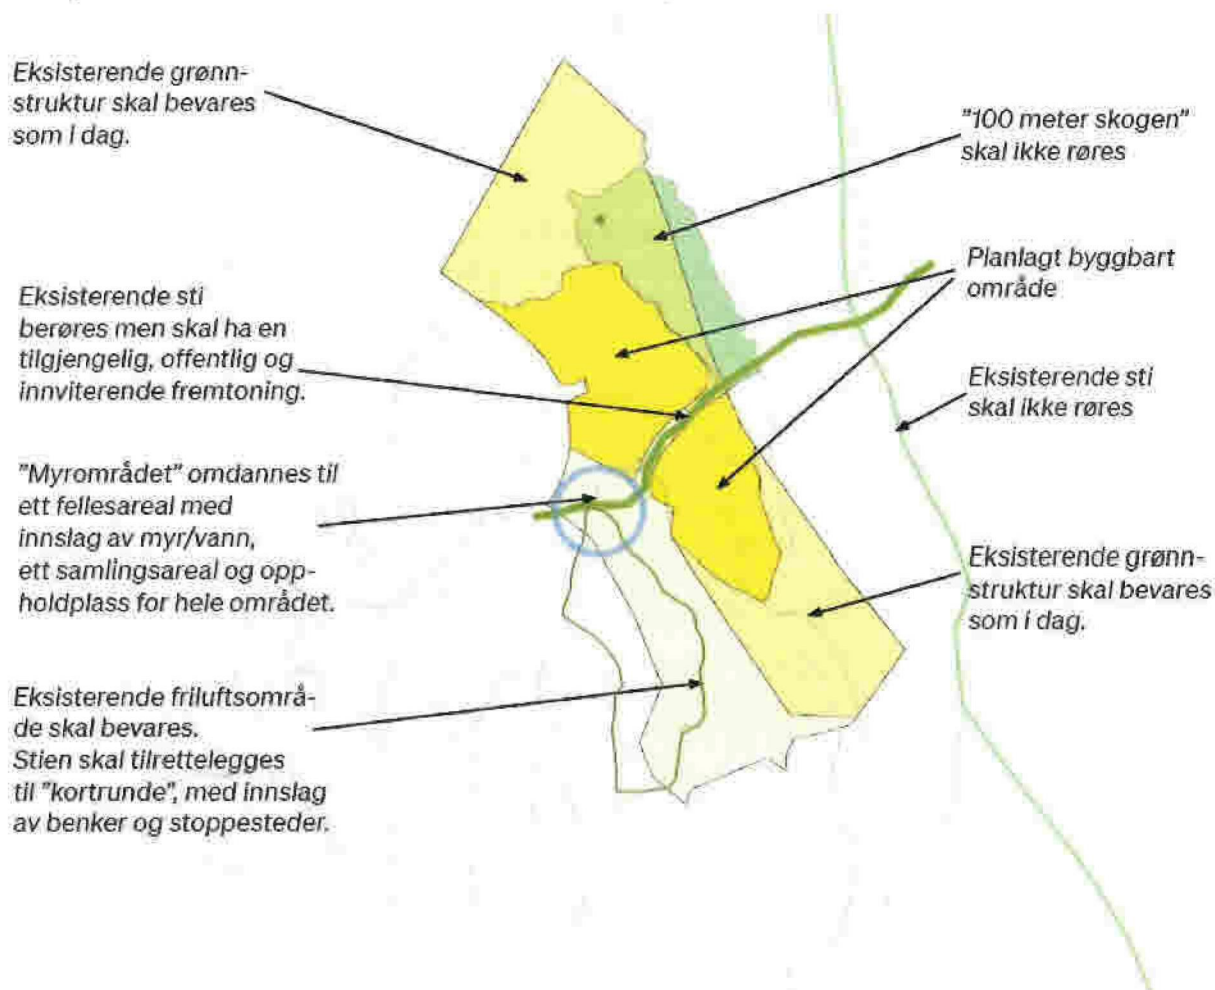 Eksisterende grønn-
struktur skal bevares
som i dag.
"100 meter skogen"
skal ikke røres
Planlagt byggbart
område
Eksisterende sti
berøres men skal ha en
tilgjengelig, offentlig og
innviterende fremtoning.
Eksisterende sti
skal ikke røres
"Myrområdet" omdannes til
ett fellesareal med
innslag av myr/vann,
ett samlingsareal og opp-
holdplass for hele området.
Eksisterende grønn-
struktur skal bevares
som i dag.
Eksisterende friluftsområ-
de skal bevares.
Stien skal tilrettelegges
til "kortrunde", med innslag
av benker og stoppesteder.